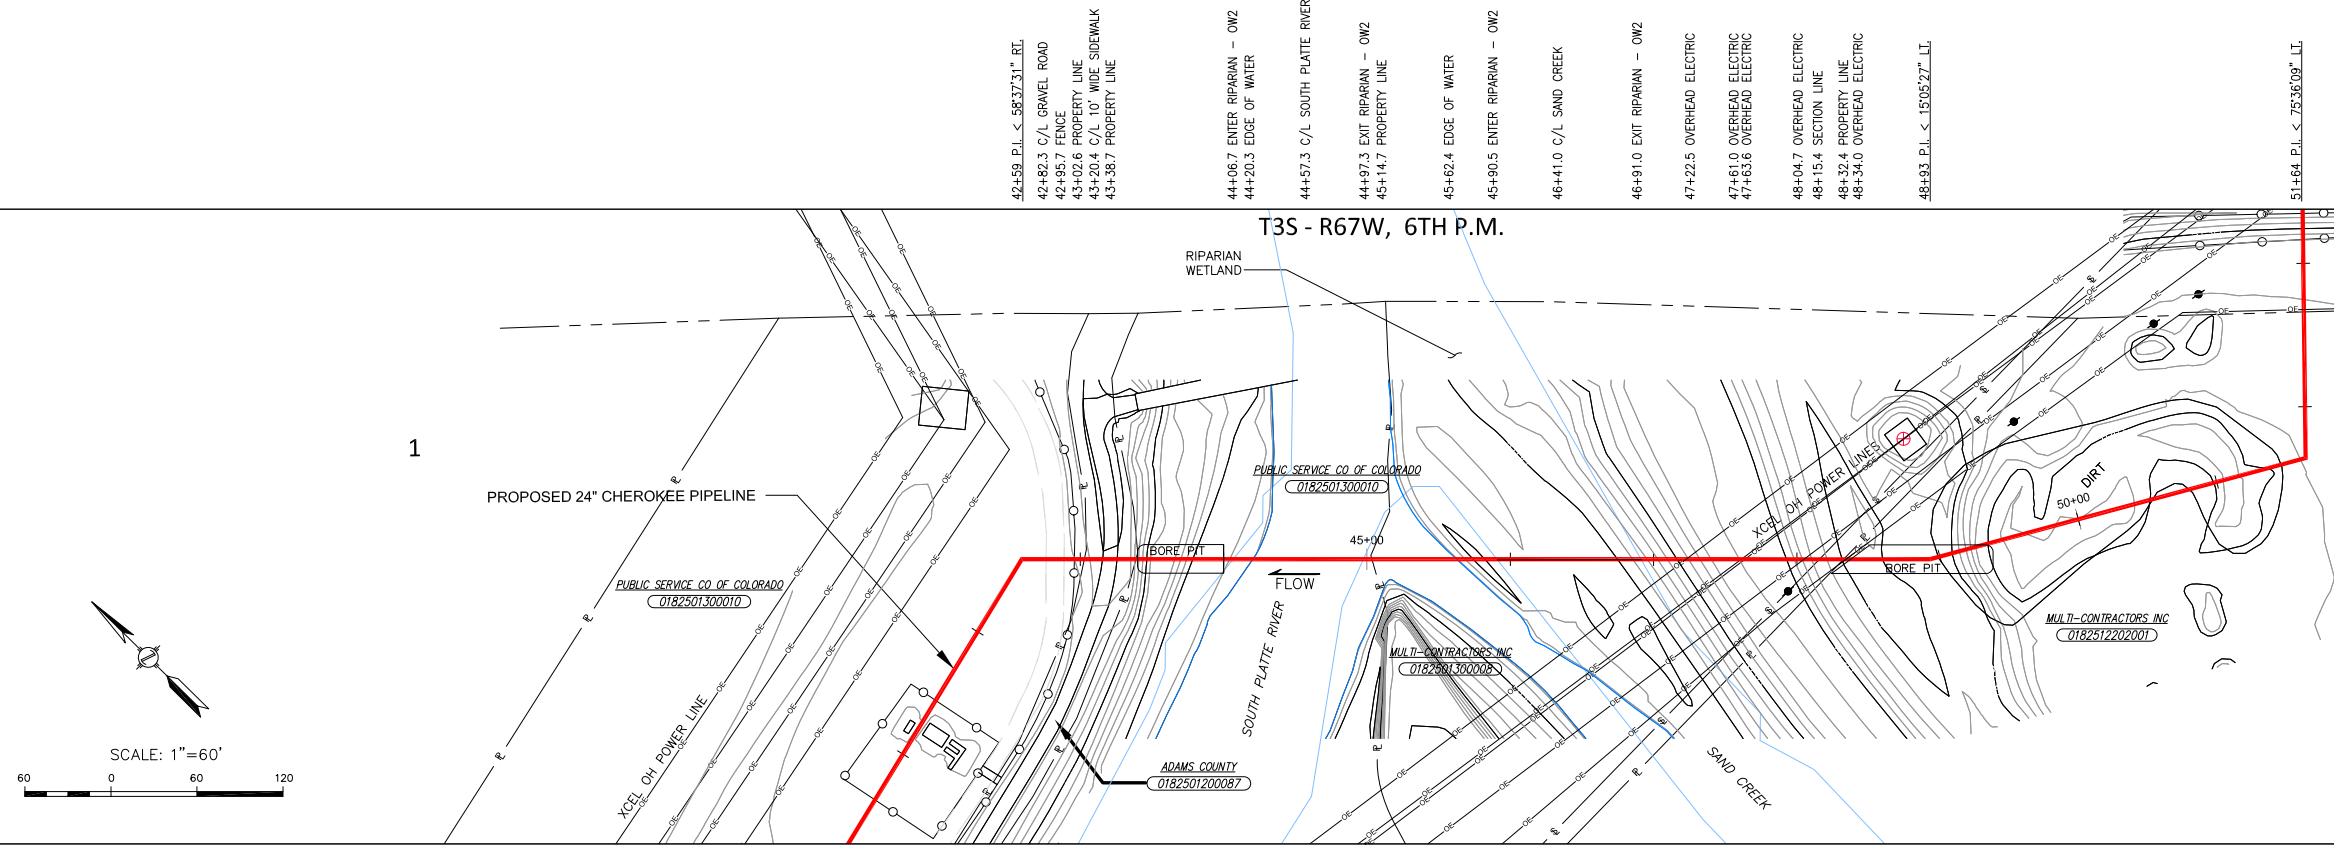 42+59 P.I. < 58°37'31" RT.
42+82.3 C/L GRAVEL ROAD
42+95.7 FENCE
43+02.6 PROPERTY LINE
43+20.4 C/L 10' WIDE SIDEWALK
43+38.7 PROPERTY LINE
44+06.7 ENTER RIPARIAN - OW2
44+20.3 EDGE OF WATER
44+57.3 C/L SOUTH PLATTE RIVER
44+97.3 EXIT RIPARIAN - OW2
45+14.7 PROPERTY LINE
45+62.4 EDGE OF WATER
45+90.5 ENTER RIPARIAN - OW2
46+41.0 C/L SAND CREEK
46+91.0 EXIT RIPARIAN - OW2
47+22.5 OVERHEAD ELECTRIC
47+61.0 OVERHEAD ELECTRIC
47+63.6 OVERHEAD ELECTRIC
48+04.7 OVERHEAD ELECTRIC
48+15.4 SECTION LINE
48+32.4 PROPERTY LINE
48+34.0 OVERHEAD ELECTRIC
48+93 P.I. < 15°05'27" LT.
51+64 P.I. < 75°36'09" LT.
T3S - R67W, 6TH P.M.
RIPARIAN
WETLAND
1
PROPOSED 24" CHEROKEE PIPELINE
PUBLIC SERVICE CO OF COLORADO
0182501300010
XCEL OH POWER LINES
DIRT
50+00
45+00
BORE PIT
FLOW
BORE PIT
PUBLIC SERVICE CO OF COLORADO
0182501300010
MULTI-CONTRACTORS INC
0182512202001
MULTI-CONTRACTORS INC
0182501300008
SOUTH PLATTE RIVER
XCEL OH POWER LINE
SAND CREEK
ADAMS COUNTY
0182501200087
SCALE: 1"=60'
60 0 60 120